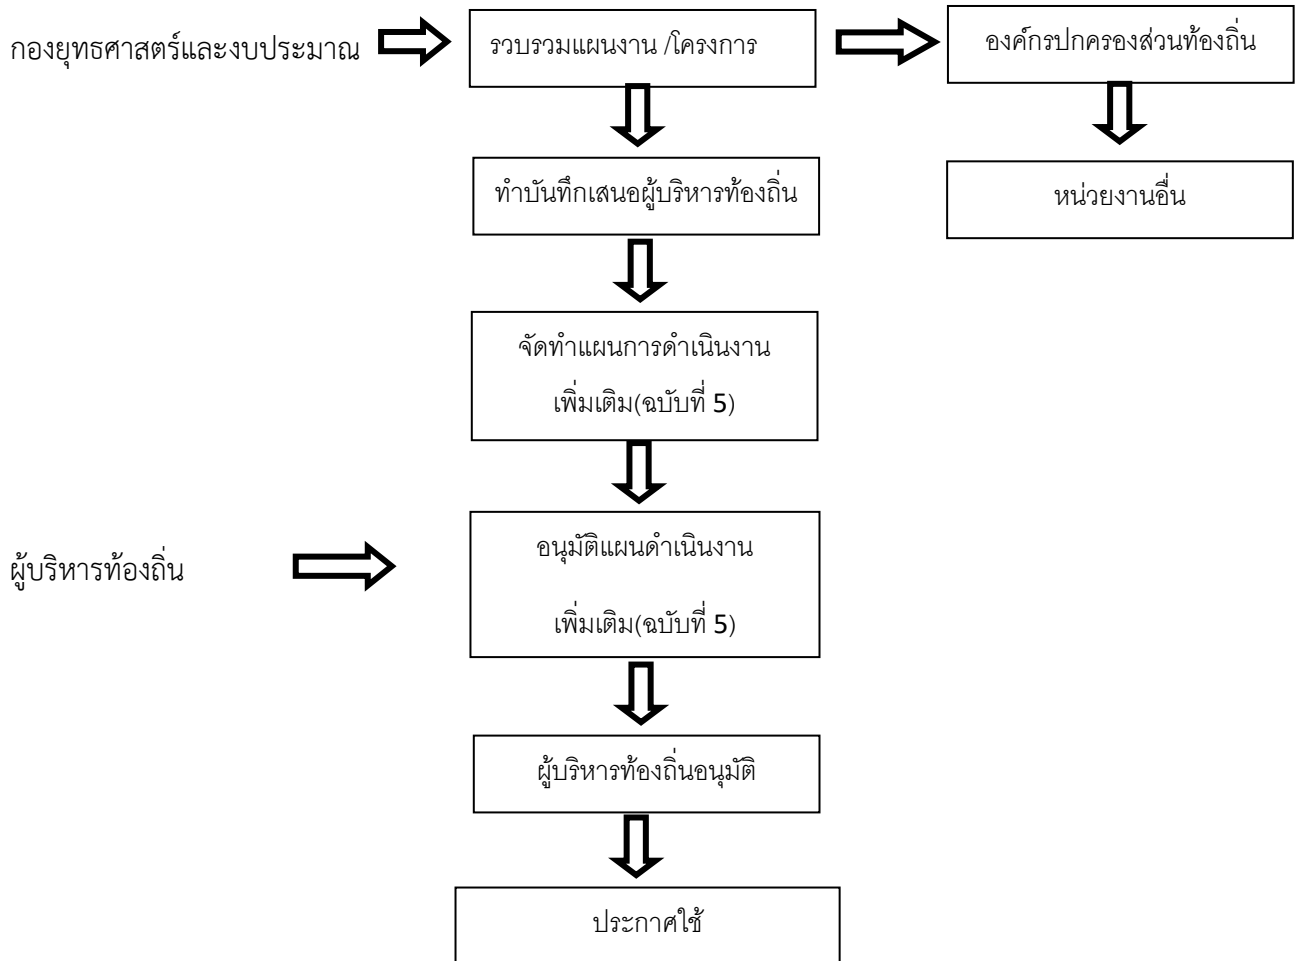 กองยุทธศาสตร์และงบประมาณ
รวบรวมแผนงาน /โครงการ
องค์กรปกครองส่วนท้องถิ่น
ทำบันทึกเสนอผู้บริหารท้องถิ่น
หน่วยงานอื่น
จัดทำแผนการดำเนินงาน
เพิ่มเติม(ฉบับที่ 5)
อนุมัติแผนดำเนินงาน
ผู้บริหารท้องถิ่น
เพิ่มเติม(ฉบับที่ 5)
ผู้บริหารท้องถิ่นอนุมัติ
ประกาศใช้